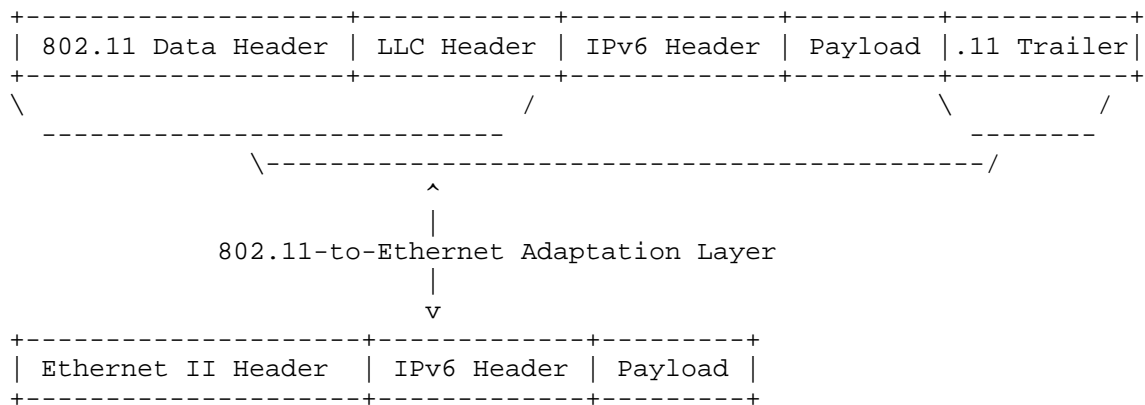 802.11 Data Header | LLC Header | IPv6 Header | Payload |.11 Trailer|
802.11-to-Ethernet Adaptation Layer
Ethernet II Header | IPv6 Header | Payload |